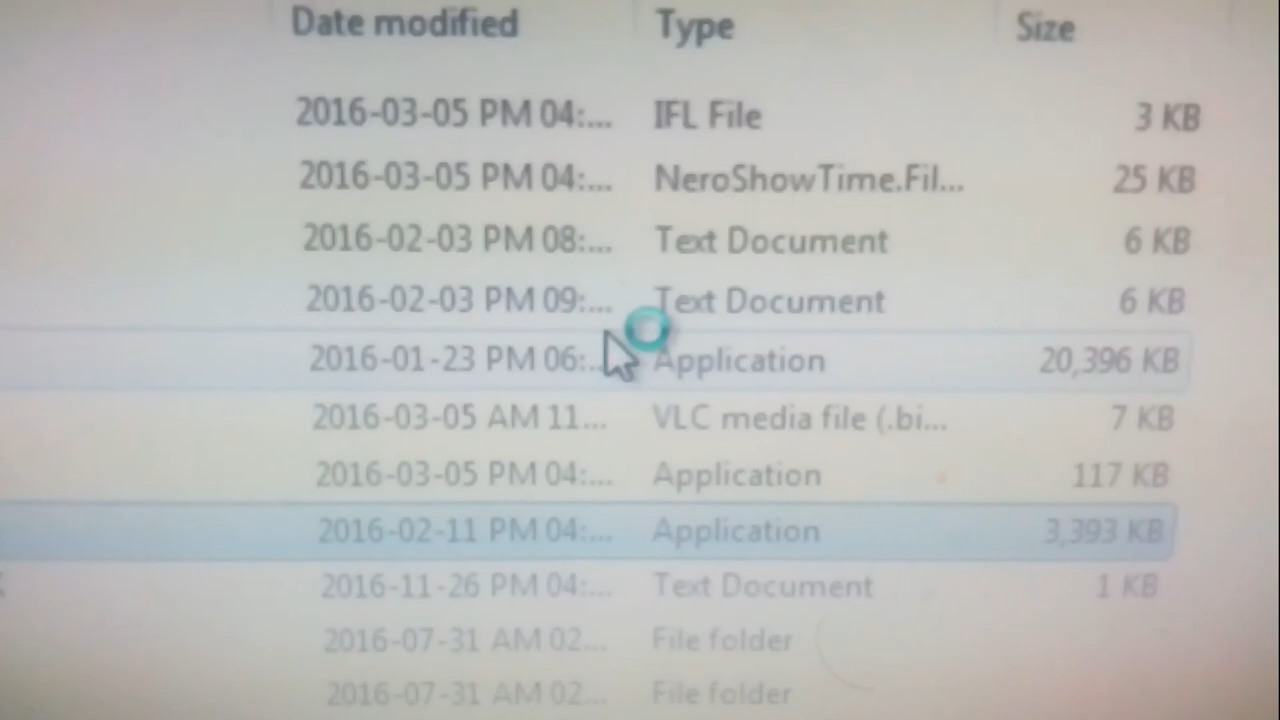 Date modified Type Size
2016-03-05 PM 04:... IFL File 3 KB
2016-03-05 PM 04:... NeroShowTime.Fil... 25 KB
2016-02-03 PM 08:... Text Document 6 KB
2016-02-03 PM 09:... Text Document 6 KB
2016-01-23 PM 06:... Application 20,396 KB
2016-03-05 AM 11... VLC media file (.bi... 7 KB
2016-03-05 PM 04:... Application 117 KB
2016-02-11 PM 04:... Application 3,393 KB
2016-11-26 PM 04:... Text Document 1 KB
2016-07-31 AM 02... File folder
2016-07-31 AM 02... File folder